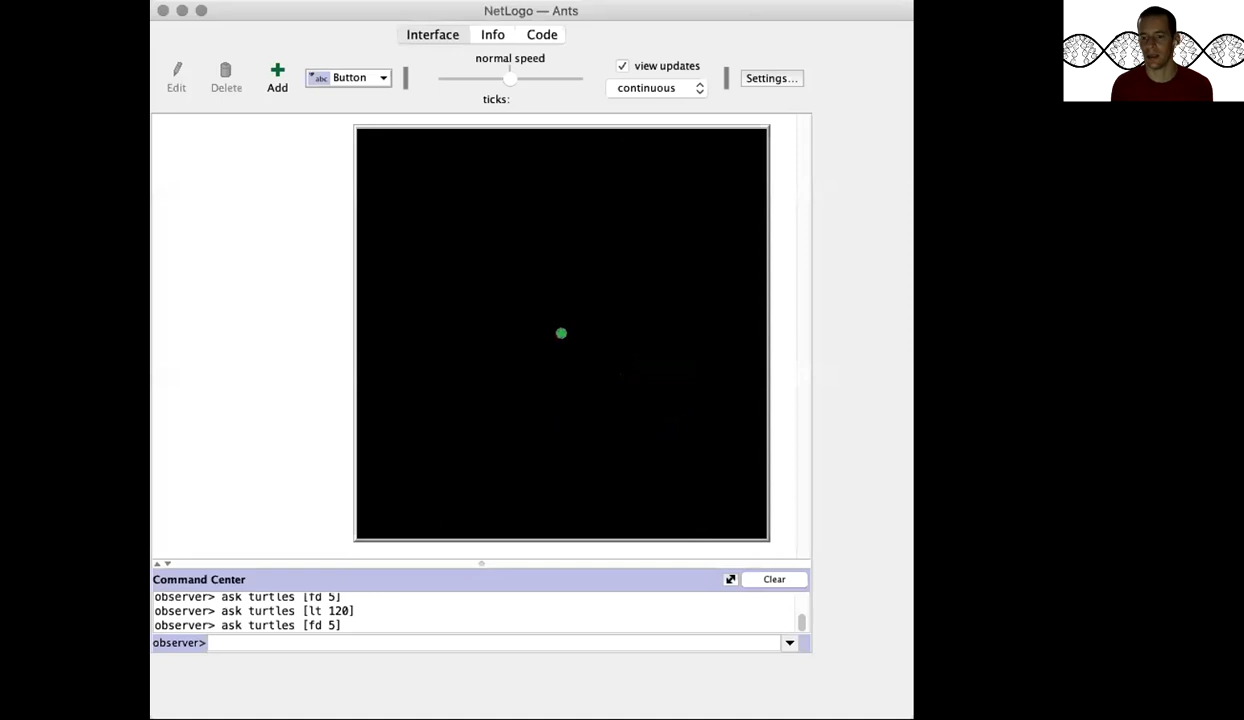 NetLogo — Ants
Interface Info Code
normal speed
view updates
Edit Delete Add
abc Button
continuous
Settings...
ticks:
Command Center
Clear
observer> ask turtles [fd 5]
observer> ask turtles [lt 120]
observer> ask turtles [fd 5]
observer>